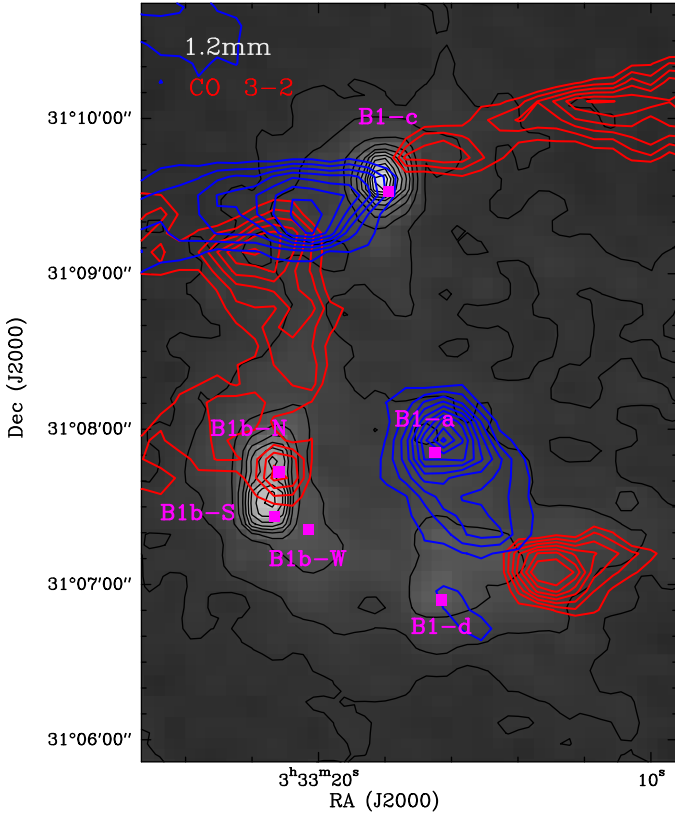 1.2mm
CO 3-2
B1-c
31°10′00″
31°09′00″
31°08′00″
31°07′00″
31°06′00″
B1-a
B1b-N
B1b-S
B1b-W
B1-d
3ʰ33ᵐ20ˢ
10ˢ
RA (J2000)
Dec (J2000)